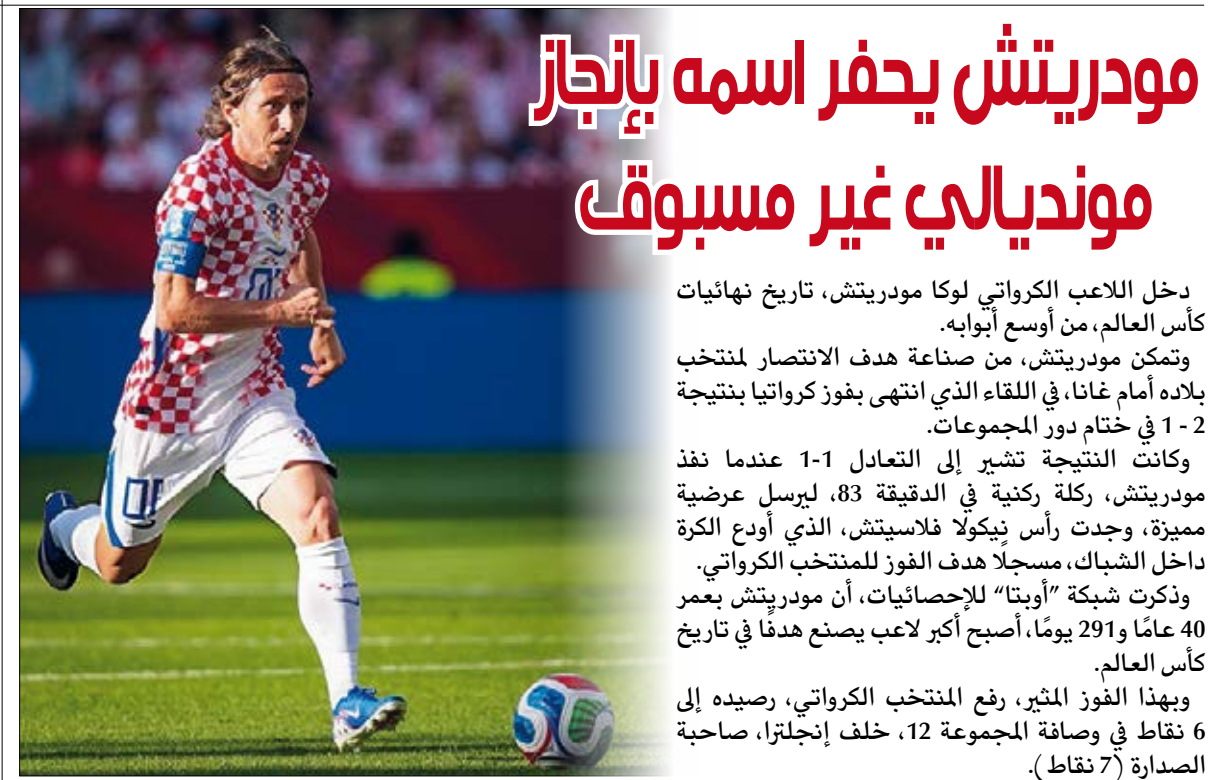 مودريتش يحفر اسمه بإنجاز
مونديالي غير مسبوق
دخل اللاعب الكرواتي لوكا مودريتش، تاريخ نهائيات
كأس العالم، من أوسع أبوابه.
وتمكن مودريتش، من صناعة هدف الانتصار لمنتخب
بلاده أمام غانا، في اللقاء الذي انتهى بفوز كرواتيا بنتيجة
2 - 1 في ختام دور المجموعات.
وكانت النتيجة تشير إلى التعادل 1-1 عندما نفذ
مودريتش، ركلة ركنية في الدقيقة 83، ليرسل عرضية
مميزة، وجدت رأس نيكولا فلاسيتش، الذي أودع الكرة
داخل الشباك، مسجلًا هدف الفوز للمنتخب الكرواتي.
وذكرت شبكة "أوبتا" للإحصائيات، أن مودريتش بعمر
40 عامًا و291 يومًا، أصبح أكبر لاعب يصنع هدفًا في تاريخ
كأس العالم.
وبهذا الفوز المثير، رفع المنتخب الكرواتي، رصيده إلى
6 نقاط في وصافة المجموعة 12، خلف إنجلترا، صاحبة
الصدارة (7 نقاط).